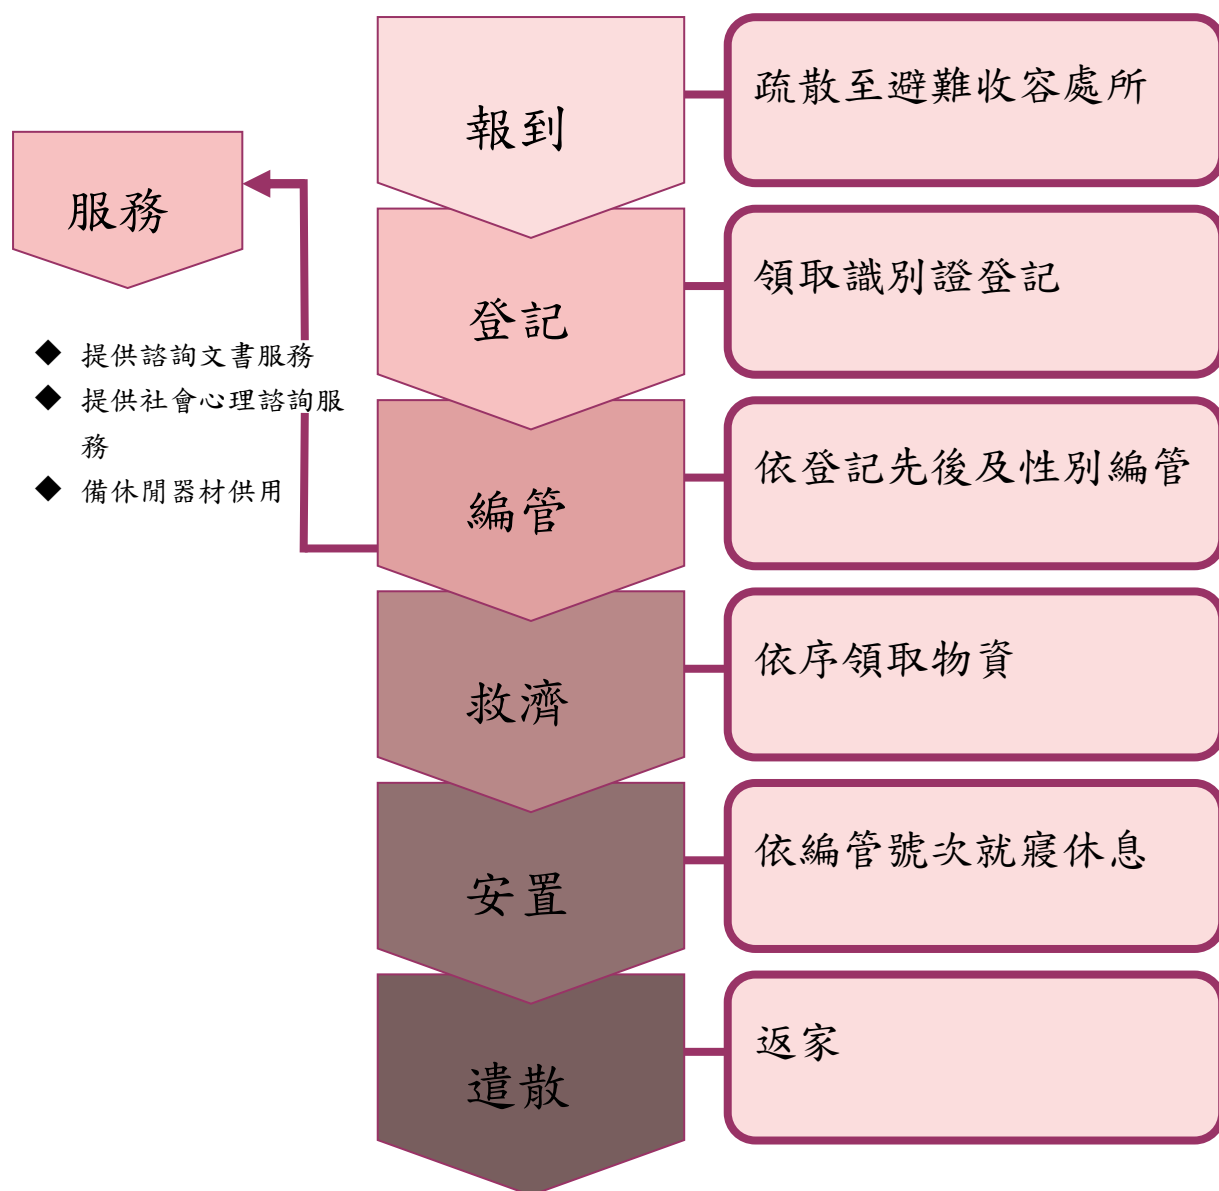 報到
疏散至避難收容處所
服務
◆ 提供諮詢文書服務
◆ 提供社會心理諮詢服
務
◆ 備休閒器材供用
登記
領取識別證登記
編管
依登記先後及性別編管
救濟
依序領取物資
安置
依編管號次就寢休息
遣散
返家